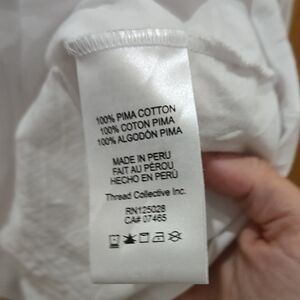 100% PIMA COTTON
100% COTON PIMA
100% ALGODÓN PIMA
MADE IN PERU
FAIT AU PÉROU
HECHO EN PERÚ
Thread Collective Inc.
RN125028
CA# 07465